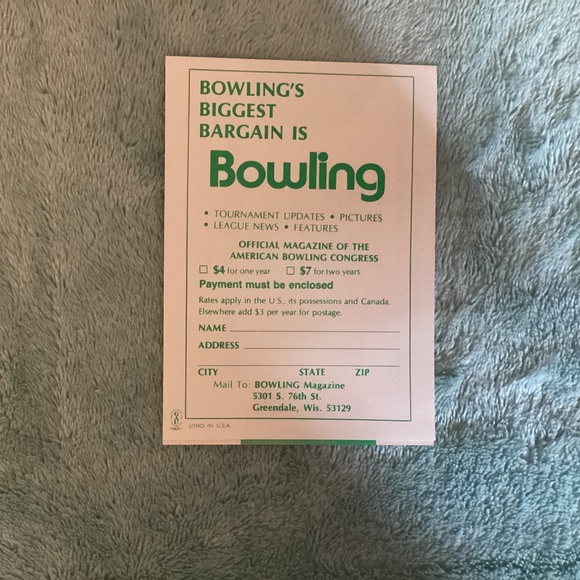 BOWLING'S
BIGGEST
BARGAIN IS
Bowling
• TOURNAMENT UPDATES • PICTURES
• LEAGUE NEWS • FEATURES
OFFICIAL MAGAZINE OF THE
AMERICAN BOWLING CONGRESS
☐ $4 for one year ☐ $7 for two years
Payment must be enclosed
Rates apply in the U.S., its possessions and Canada.
Elsewhere add $3 per year for postage.
NAME
ADDRESS
CITY STATE ZIP
Mail To: BOWLING Magazine
5301 S. 76th St.
Greendale, Wis. 53129
LITHO IN U.S.A.